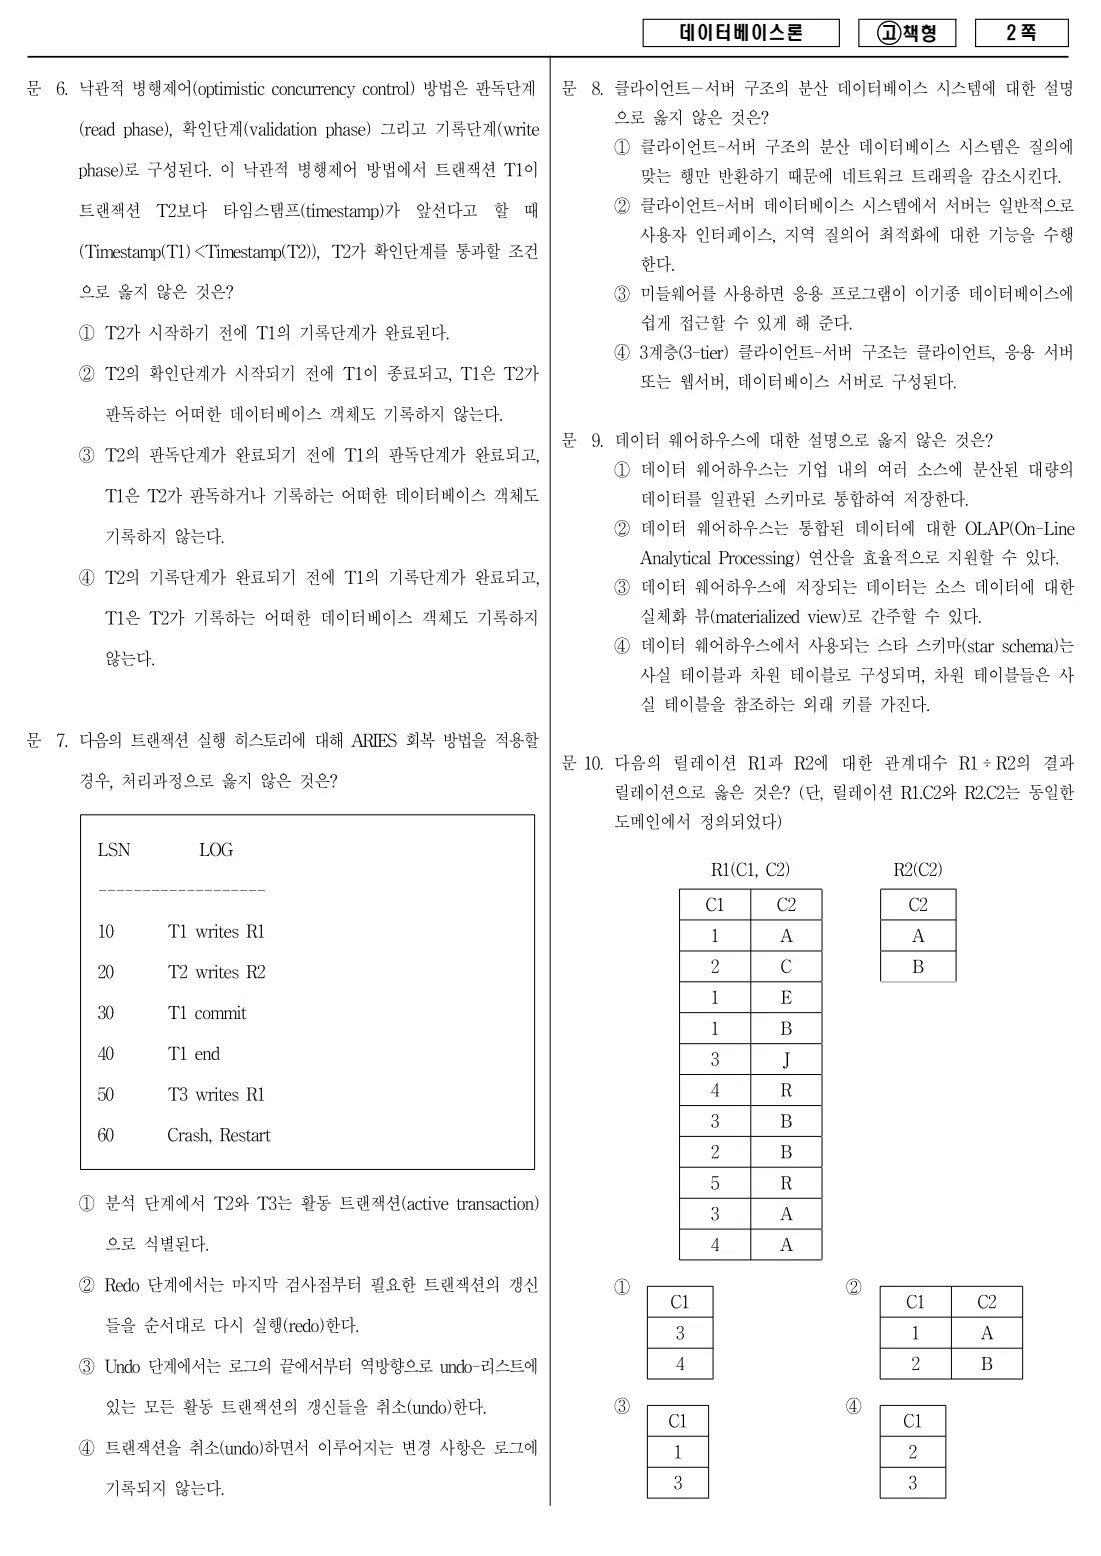 데이터베이스론 ㉾책형 2 쪽
문 6. 낙관적 병행제어(optimistic concurrency control) 방법은 판독단계
(read phase), 확인단계(validation phase) 그리고 기록단계(write
phase)로 구성된다. 이 낙관적 병행제어 방법에서 트랜잭션 T1이
트랜잭션 T2보다 타임스탬프(timestamp)가 앞선다고 할 때
(Timestamp(T1)<Timestamp(T2)), T2가 확인단계를 통과할 조건
으로 옳지 않은 것은?
① T2가 시작하기 전에 T1의 기록단계가 완료된다.
② T2의 확인단계가 시작되기 전에 T1이 종료되고, T1은 T2가
판독하는 어떠한 데이터베이스 객체도 기록하지 않는다.
③ T2의 판독단계가 완료되기 전에 T1의 판독단계가 완료되고,
T1은 T2가 판독하거나 기록하는 어떠한 데이터베이스 객체도
기록하지 않는다.
④ T2의 기록단계가 완료되기 전에 T1의 기록단계가 완료되고,
T1은 T2가 기록하는 어떠한 데이터베이스 객체도 기록하지
않는다.
문 7. 다음의 트랜잭션 실행 히스토리에 대해 ARIES 회복 방법을 적용할
경우, 처리과정으로 옳지 않은 것은?
LSN LOG
-------------------
10 T1 writes R1
20 T2 writes R2
30 T1 commit
40 T1 end
50 T3 writes R1
60 Crash, Restart
① 분석 단계에서 T2와 T3는 활동 트랜잭션(active transaction)
으로 식별된다.
② Redo 단계에서는 마지막 검사점부터 필요한 트랜잭션의 갱신
들을 순서대로 다시 실행(redo)한다.
③ Undo 단계에서는 로그의 끝에서부터 역방향으로 undo-리스트에
있는 모든 활동 트랜잭션의 갱신들을 취소(undo)한다.
④ 트랜잭션을 취소(undo)하면서 이루어지는 변경 사항은 로그에
기록되지 않는다.
문 8. 클라이언트-서버 구조의 분산 데이터베이스 시스템에 대한 설명
으로 옳지 않은 것은?
① 클라이언트-서버 구조의 분산 데이터베이스 시스템은 질의에
맞는 행만 반환하기 때문에 네트워크 트래픽을 감소시킨다.
② 클라이언트-서버 데이터베이스 시스템에서 서버는 일반적으로
사용자 인터페이스, 지역 질의어 최적화에 대한 기능을 수행
한다.
③ 미들웨어를 사용하면 응용 프로그램이 이기종 데이터베이스에
쉽게 접근할 수 있게 해 준다.
④ 3계층(3-tier) 클라이언트-서버 구조는 클라이언트, 응용 서버
또는 웹서버, 데이터베이스 서버로 구성된다.
문 9. 데이터 웨어하우스에 대한 설명으로 옳지 않은 것은?
① 데이터 웨어하우스는 기업 내의 여러 소스에 분산된 대량의
데이터를 일관된 스키마로 통합하여 저장한다.
② 데이터 웨어하우스는 통합된 데이터에 대한 OLAP(On-Line
Analytical Processing) 연산을 효율적으로 지원할 수 있다.
③ 데이터 웨어하우스에 저장되는 데이터는 소스 데이터에 대한
실체화 뷰(materialized view)로 간주할 수 있다.
④ 데이터 웨어하우스에서 사용되는 스타 스키마(star schema)는
사실 테이블과 차원 테이블로 구성되며, 차원 테이블들은 사
실 테이블을 참조하는 외래 키를 가진다.
문 10. 다음의 릴레이션 R1과 R2에 대한 관계대수 R1÷R2의 결과
릴레이션으로 옳은 것은? (단, 릴레이션 R1.C2와 R2.C2는 동일한
도메인에서 정의되었다)
R1(C1, C2) R2(C2)
C1 C2 C2
1 A A
2 C B
1 E
1 B
3 J
4 R
3 B
2 B
5 R
3 A
4 A
① ②
C1 C1 C2
3 1 A
4 2 B
③ ④
C1 C1
1 2
3 3